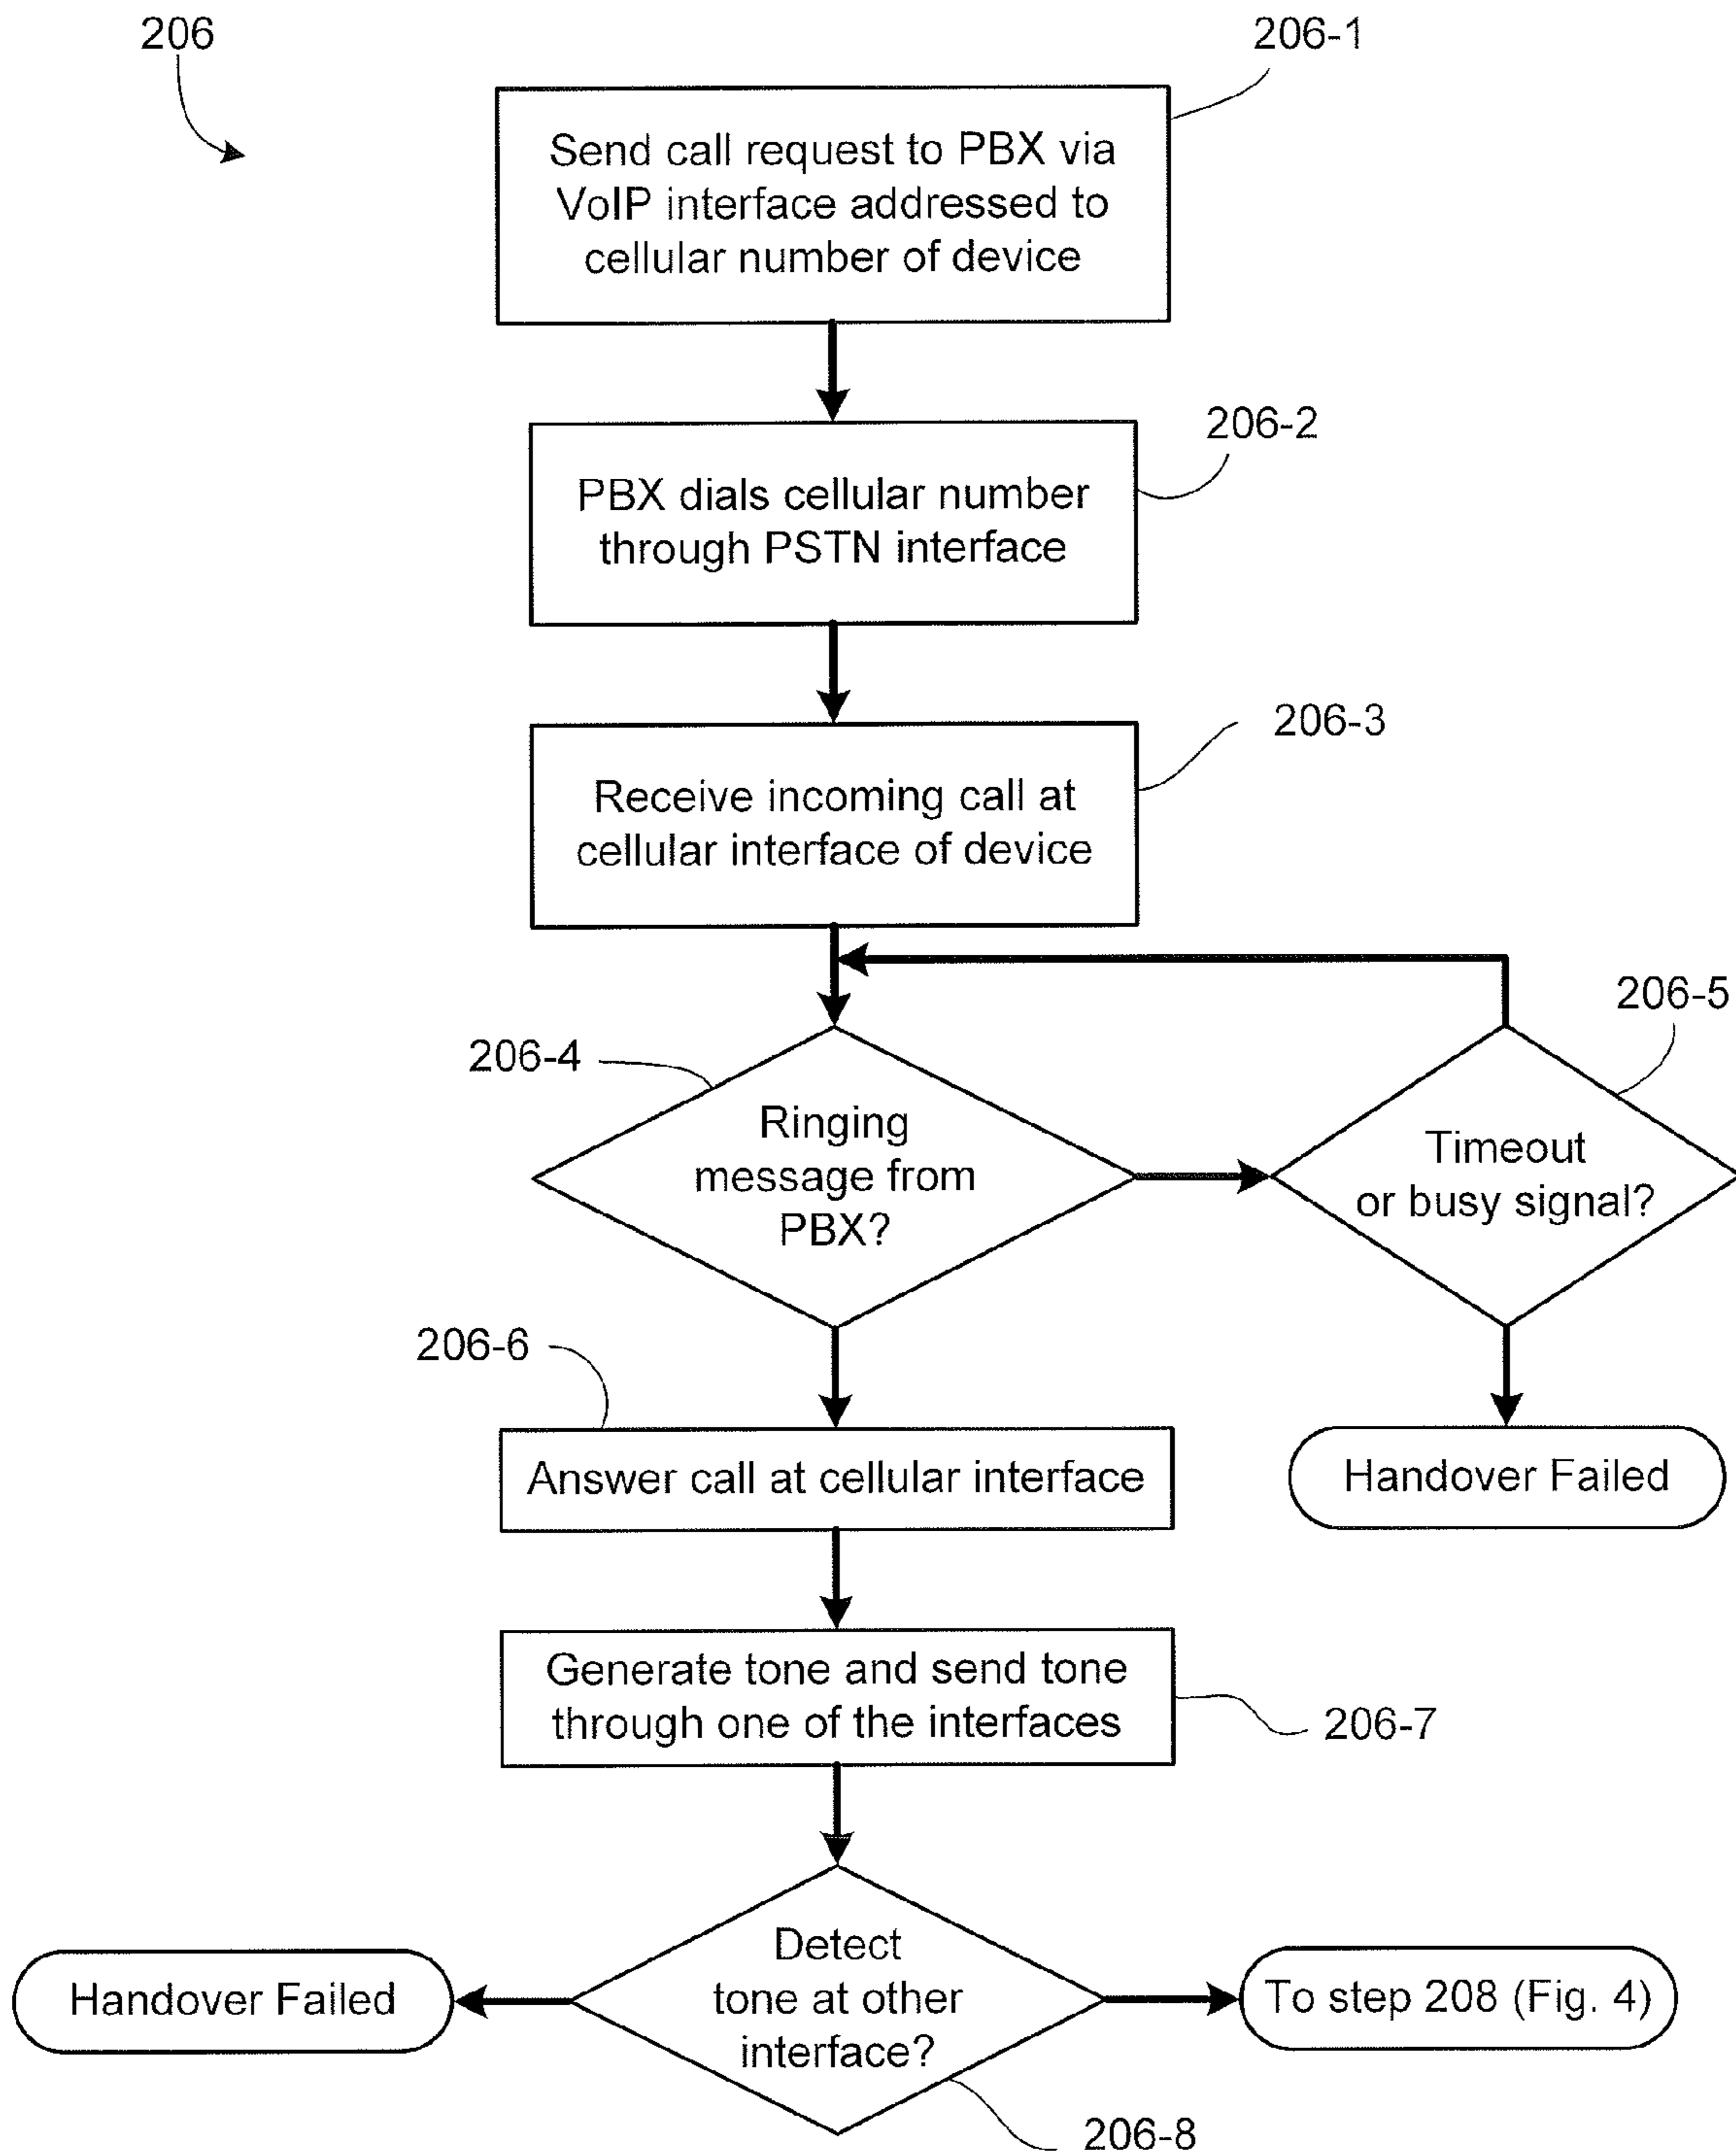 206
206-1
Send call request to PBX via
VoIP interface addressed to
cellular number of device
206-2
PBX dials cellular number
through PSTN interface
206-3
Receive incoming call at
cellular interface of device
206-5
206-4
Ringing
message from
PBX?
Timeout
or busy signal?
206-6
Answer call at cellular interface
Handover Failed
Generate tone and send tone
through one of the interfaces
206-7
Detect
tone at other
interface?
Handover Failed
To step 208 (Fig. 4)
206-8